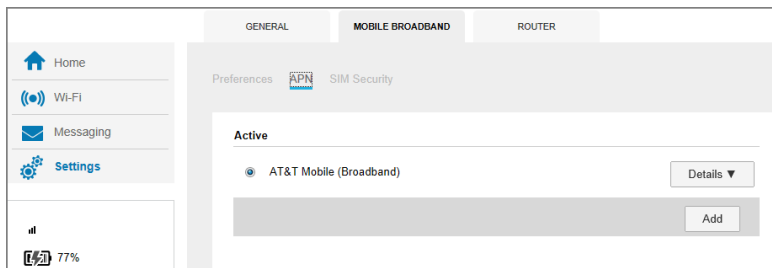 GENERAL MOBILE BROADBAND ROUTER
Home
Wi-Fi
Messaging
Settings
77%
Preferences APN SIM Security
Active
AT&T Mobile (Broadband) Details ▼
Add